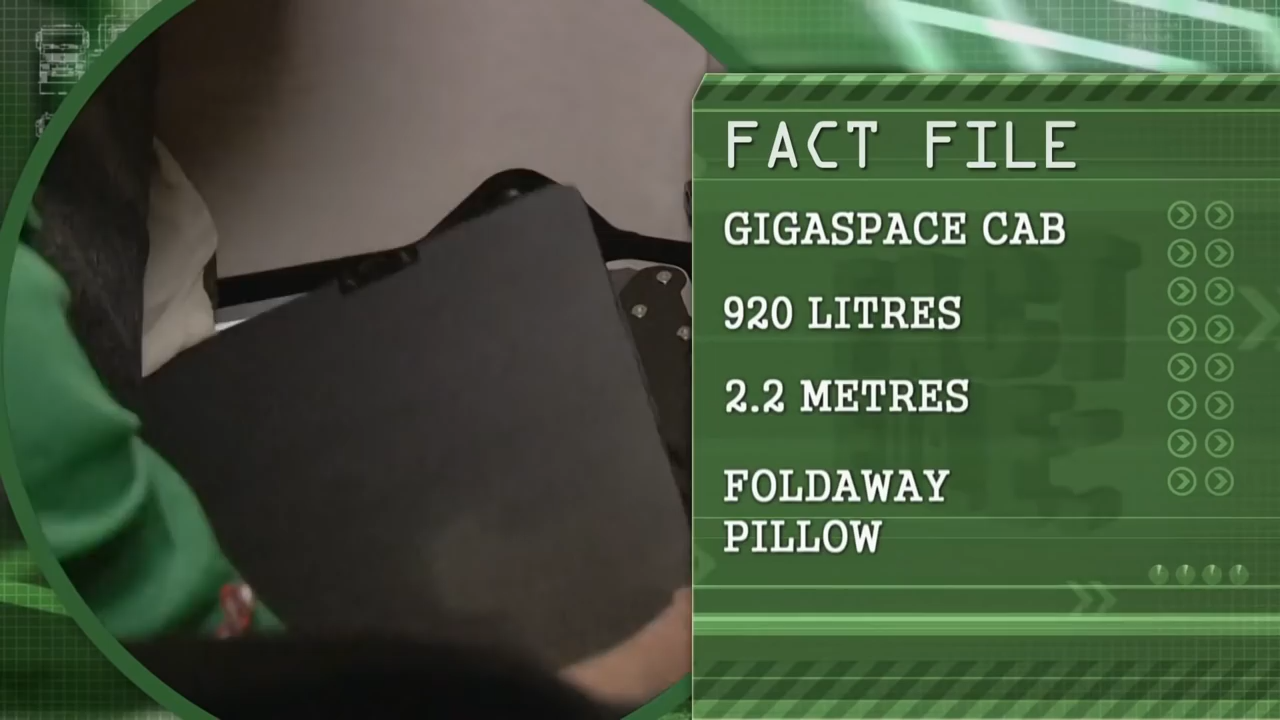 FACT FILE
GIGASPACE CAB
920 LITRES
2.2 METRES
FOLDAWAY
PILLOW